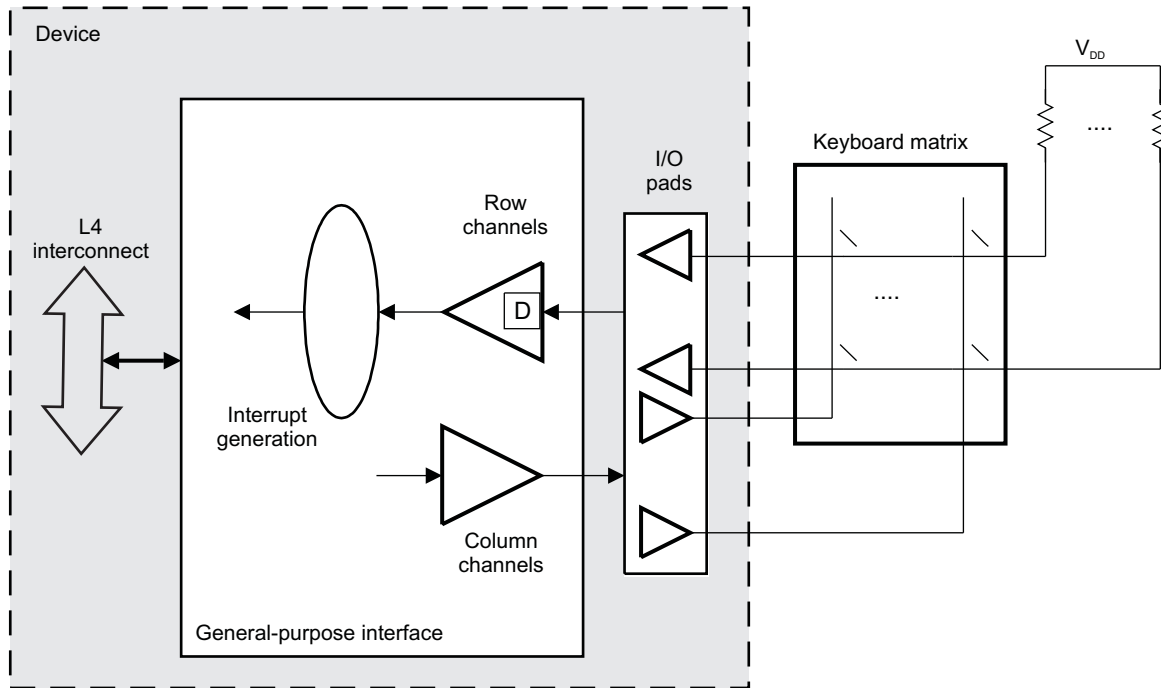 Device
V_DD
Keyboard matrix
....
I/O
pads
Row
channels
L4
interconnect
D
....
Interrupt
generation
Column
channels
General-purpose interface